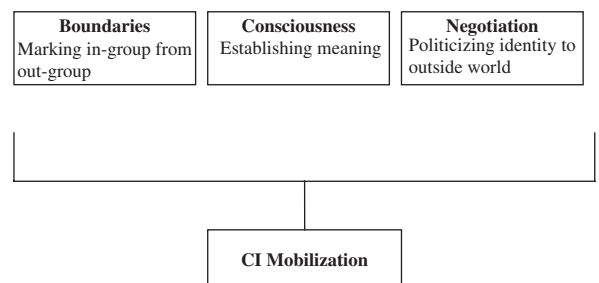 Boundaries
Marking in-group from
out-group
Consciousness
Establishing meaning
Negotiation
Politicizing identity to
outside world
CI Mobilization